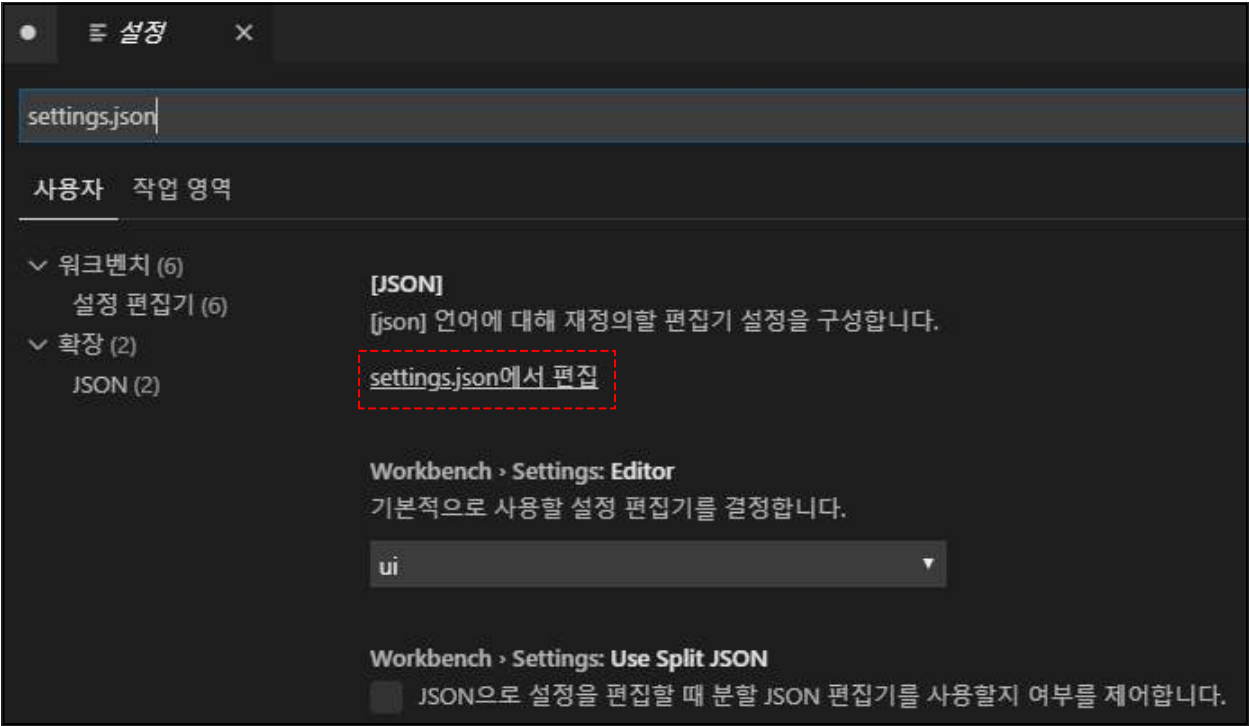 설정
settings.json
사용자 작업 영역
워크벤치 (6)
설정 편집기 (6)
확장 (2)
JSON (2)
[JSON]
[json] 언어에 대해 재정의할 편집기 설정을 구성합니다.
settings.json에서 편집
Workbench › Settings: Editor
기본적으로 사용할 설정 편집기를 결정합니다.
ui
Workbench › Settings: Use Split JSON
JSON으로 설정을 편집할 때 분할 JSON 편집기를 사용할지 여부를 제어합니다.